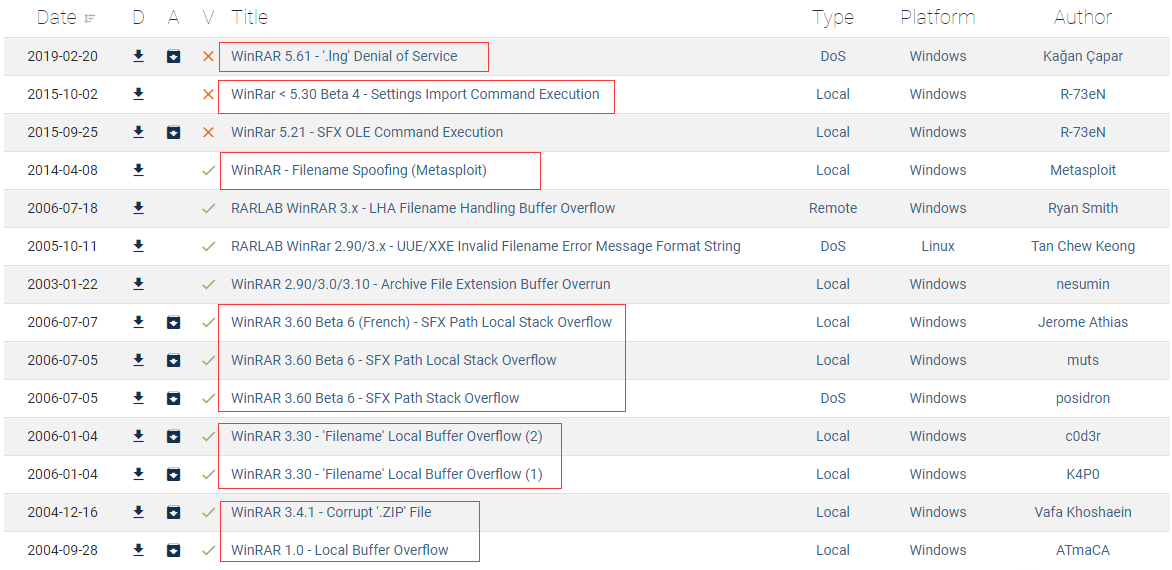 Date D A V Title Type Platform Author
2019-02-20 WinRAR 5.61 - '.lng' Denial of Service DoS Windows Kağan Çapar
2015-10-02 WinRar < 5.30 Beta 4 - Settings Import Command Execution Local Windows R-73eN
2015-09-25 WinRar 5.21 - SFX OLE Command Execution Local Windows R-73eN
2014-04-08 WinRAR - Filename Spoofing (Metasploit) Local Windows Metasploit
2006-07-18 RARLAB WinRAR 3.x - LHA Filename Handling Buffer Overflow Remote Windows Ryan Smith
2005-10-11 RARLAB WinRar 2.90/3.x - UUE/XXE Invalid Filename Error Message Format String DoS Linux Tan Chew Keong
2003-01-22 WinRAR 2.90/3.0/3.10 - Archive File Extension Buffer Overrun Local Windows nesumin
2006-07-07 WinRAR 3.60 Beta 6 (French) - SFX Path Local Stack Overflow Local Windows Jerome Athias
2006-07-05 WinRAR 3.60 Beta 6 - SFX Path Local Stack Overflow Local Windows muts
2006-07-05 WinRAR 3.60 Beta 6 - SFX Path Stack Overflow DoS Windows posidron
2006-01-04 WinRAR 3.30 - 'Filename' Local Buffer Overflow (2) Local Windows c0d3r
2006-01-04 WinRAR 3.30 - 'Filename' Local Buffer Overflow (1) Local Windows K4P0
2004-12-16 WinRAR 3.4.1 - Corrupt '.ZIP' File Local Windows Vafa Khoshaein
2004-09-28 WinRAR 1.0 - Local Buffer Overflow Local Windows ATmaCA